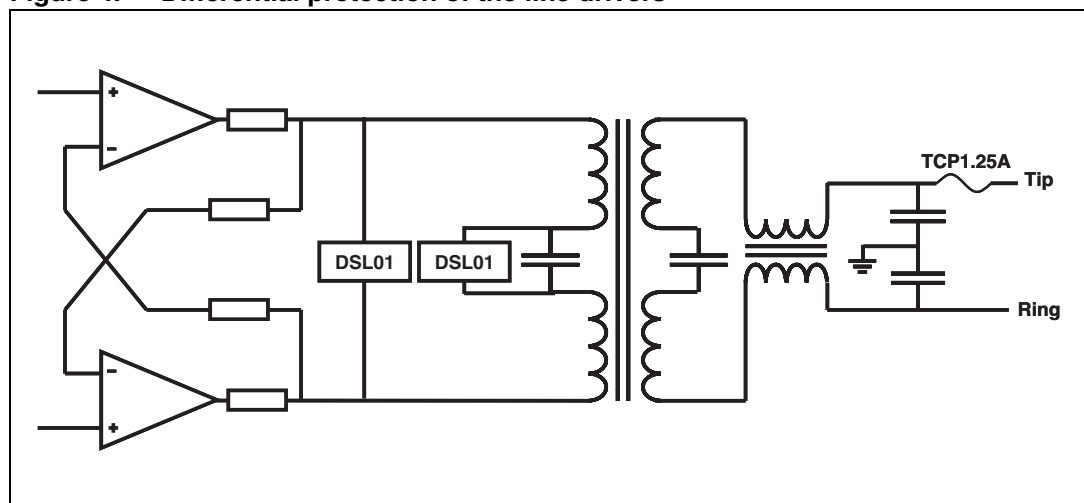 Figure 4. Differential protection of the line drivers
+
-
TCP1.25A
Tip
DSL01
DSL01
Ring
-
+